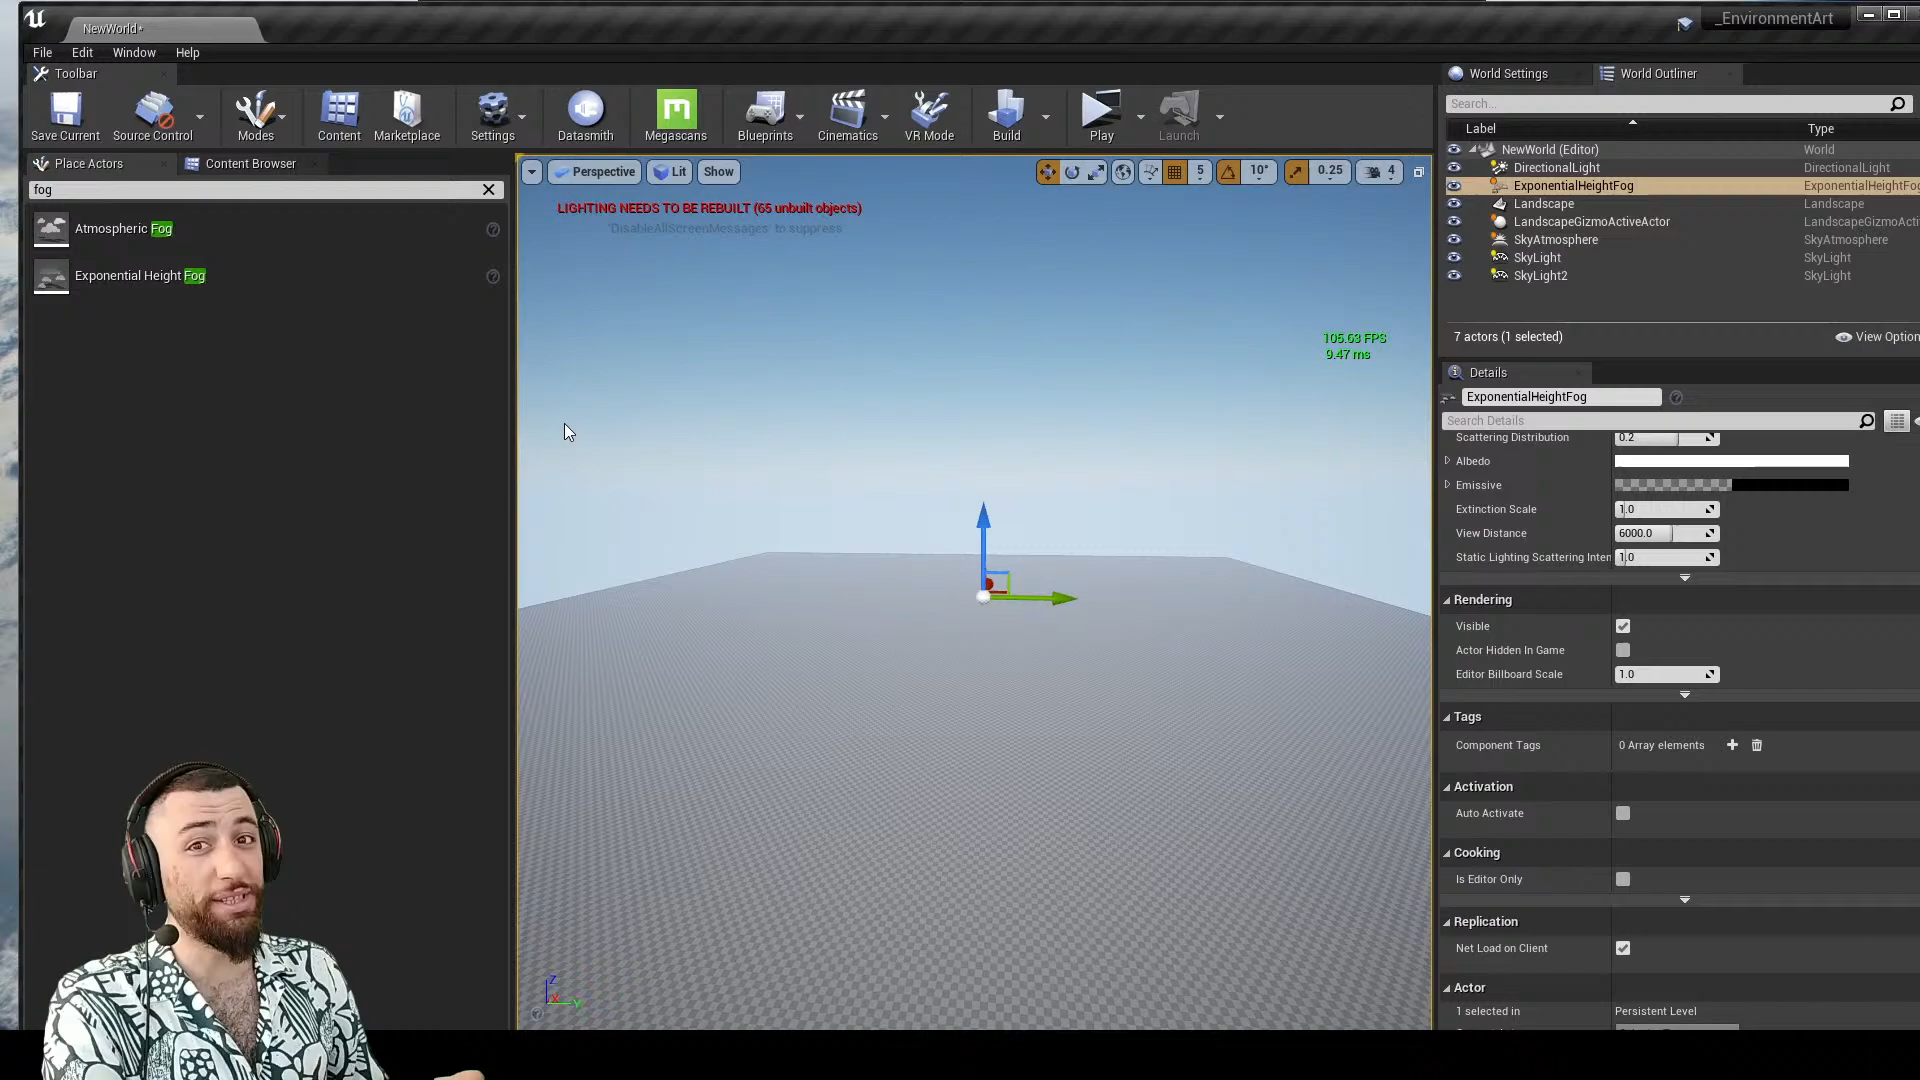 NewWorld*
_EnvironmentArt
File Edit Window Help
Toolbar
Save Current Source Control Modes Content Marketplace Settings Datasmith Megascans Blueprints Cinematics VR Mode Build Play Launch
Place Actors Content Browser
fog
Atmospheric Fog
Exponential Height Fog
Perspective Lit Show 5 10° 0.25 4
LIGHTING NEEDS TO BE REBUILT (65 unbuilt objects)
'DisableAllScreenMessages' to suppress
105.63 FPS
9.47 ms
Z
X Y
World Settings World Outliner
Search...
Label Type
NewWorld (Editor) World
DirectionalLight DirectionalLight
ExponentialHeightFog ExponentialHeightFo
Landscape Landscape
LandscapeGizmoActiveActor LandscapeGizmoActi
SkyAtmosphere SkyAtmosphere
SkyLight SkyLight
SkyLight2 SkyLight
7 actors (1 selected) View Option
Details
ExponentialHeightFog
Search Details
Scattering Distribution 0.2
Albedo
Emissive
Extinction Scale 1.0
View Distance 6000.0
Static Lighting Scattering Inten 1.0
Rendering
Visible
Actor Hidden In Game
Editor Billboard Scale 1.0
Tags
Component Tags 0 Array elements
Activation
Auto Activate
Cooking
Is Editor Only
Replication
Net Load on Client
Actor
1 selected in Persistent Level